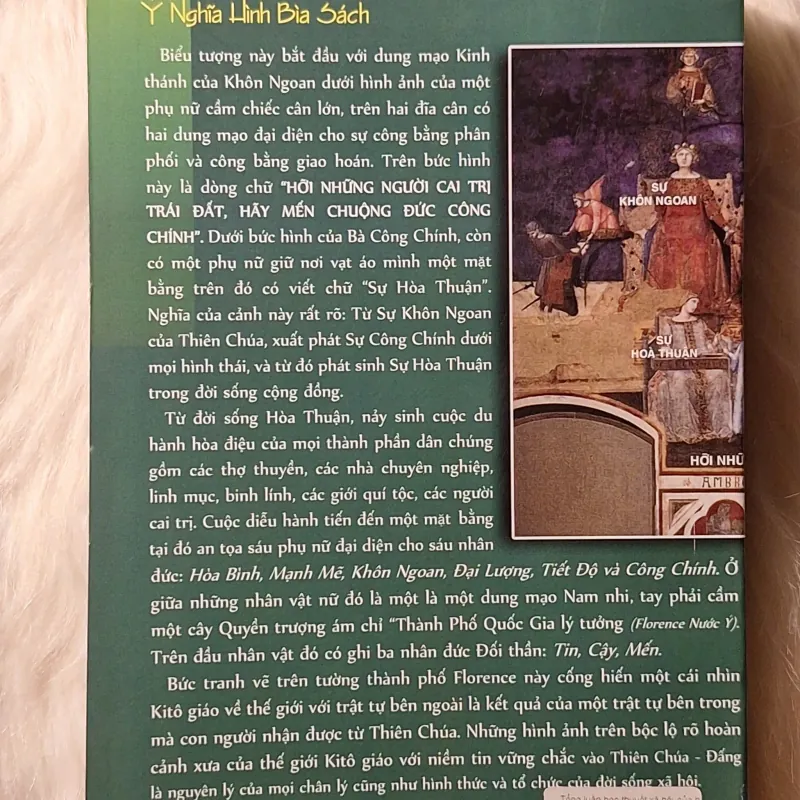 Ý Nghĩa Hình Bìa Sách
Biểu tượng này bắt đầu với dung mạo Kinh
thánh của Khôn Ngoan dưới hình ảnh của một
phụ nữ cầm chiếc cân lớn, trên hai đĩa cân có
hai dung mạo đại diện cho sự công bằng phân
phối và công bằng giao hoán. Trên bức hình
này là dòng chữ "HỠI NHỮNG NGƯỜI CAI TRỊ
TRÁI ĐẤT, HÃY MẾN CHUỘNG ĐỨC CÔNG
CHÍNH". Dưới bức hình của Bà Công Chính, còn
có một phụ nữ giữ nơi vạt áo mình một mặt
bằng trên đó có viết chữ "Sự Hòa Thuận".
Nghĩa của cảnh này rất rõ: Từ Sự Khôn Ngoan
của Thiên Chúa, xuất phát Sự Công Chính dưới
mọi hình thái, và từ đó phát sinh Sự Hòa Thuận
trong đời sống cộng đồng.
Từ đời sống Hòa Thuận, nảy sinh cuộc du
hành hòa điệu của mọi thành phần dân chúng
gồm các thợ thuyền, các nhà chuyên nghiệp,
linh mục, binh lính, các giới quí tộc, các người
cai trị. Cuộc diễu hành tiến đến một mặt bằng
tại đó an tọa sáu phụ nữ đại diện cho sáu nhân
đức: Hòa Bình, Mạnh Mẽ, Khôn Ngoan, Đại Lượng, Tiết Độ và Công Chính. Ở
giữa những nhân vật nữ đó là một là một dung mạo Nam nhi, tay phải cầm
một cây Quyền trượng ám chỉ "Thành Phố Quốc Gia lý tưởng (Florence Nước Ý).
Trên đầu nhân vật đó có ghi ba nhân đức Đối thần: Tin, Cậy, Mến.
Bức tranh vẽ trên tường thành phố Florence này cống hiến một cái nhìn
Kitô giáo về thế giới với trật tự bên ngoài là kết quả của một trật tự bên trong
mà con người nhận được từ Thiên Chúa. Những hình ảnh trên bộc lộ rõ hoàn
cảnh xưa của thế giới Kitô giáo với niềm tin vững chắc vào Thiên Chúa - Đấng
là nguyên lý của mọi chân lý cũng như hình thức và tổ chức của đời sống xã hội.
SỰ
KHÔN NGOAN
SỰ
HOÀ THUẬN
HỠI NHỮ
AMBR